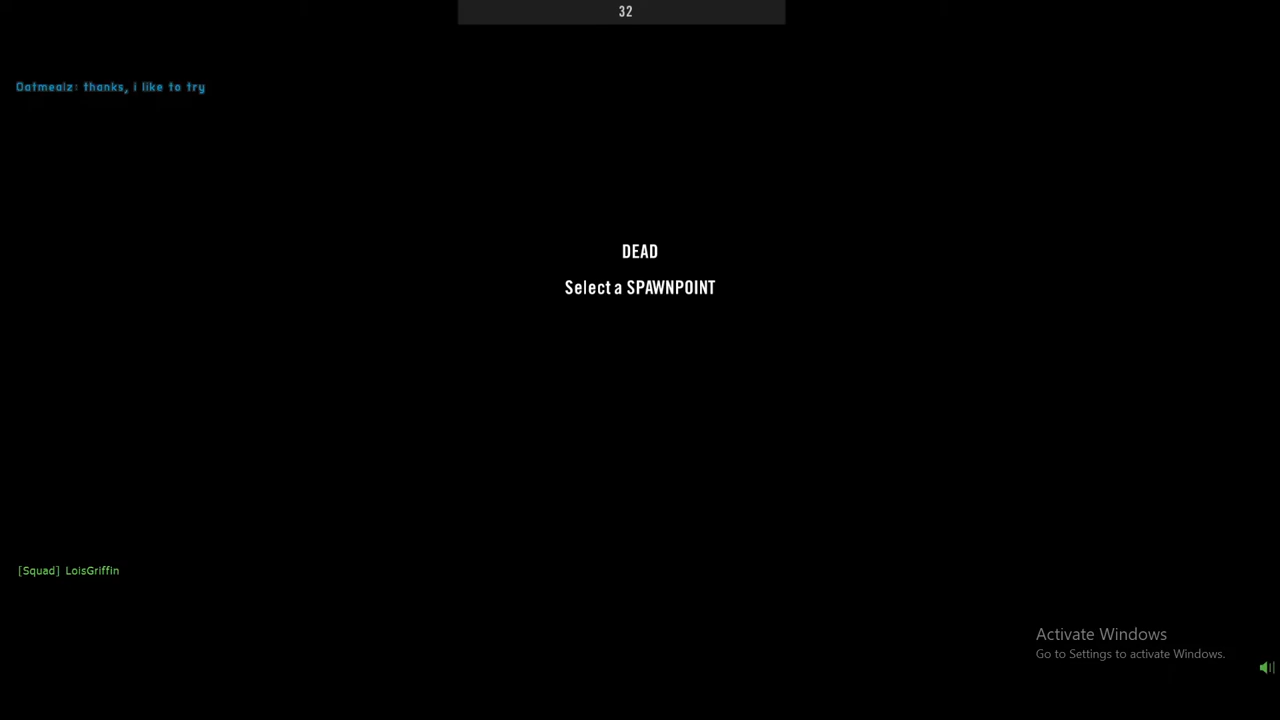 32
Oatmealz: thanks, i like to try
DEAD
Select a SPAWNPOINT
[Squad] LoisGriffin
Activate Windows
Go to Settings to activate Windows.